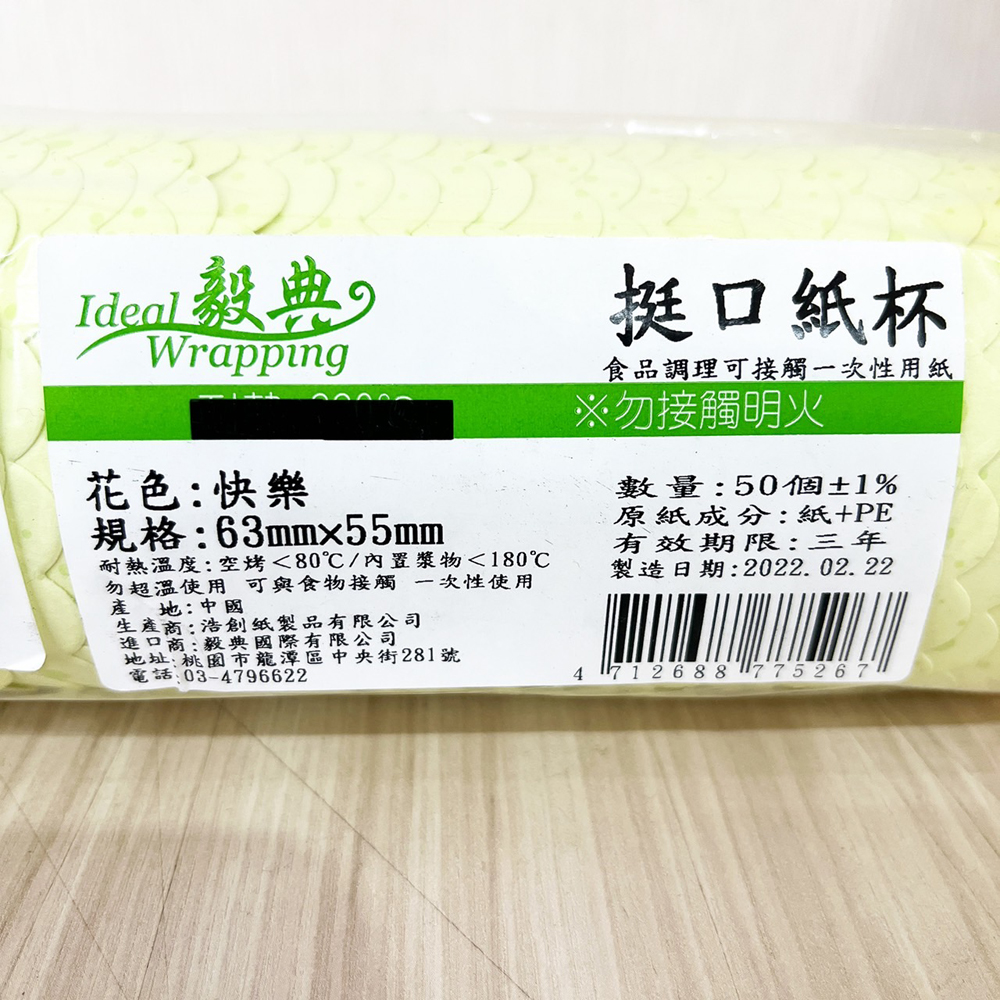 Ideal 毅典
Wrapping
挺口紙杯
食品調理可接觸一次性用紙
※勿接觸明火
花色:快樂
規格:63mm×55mm
耐熱溫度:空烤<80℃/內置漿物<180℃
勿超溫使用 可與食物接觸 一次性使用
產 地:中國
生產商:浩創紙製品有限公司
進口商:毅典國際有限公司
地址:桃園市龍潭區中央街281號
電話:03-4796622
數量:50個±1%
原紙成分:紙+PE
有效期限:三年
製造日期:2022.02.22
4 712688 775267